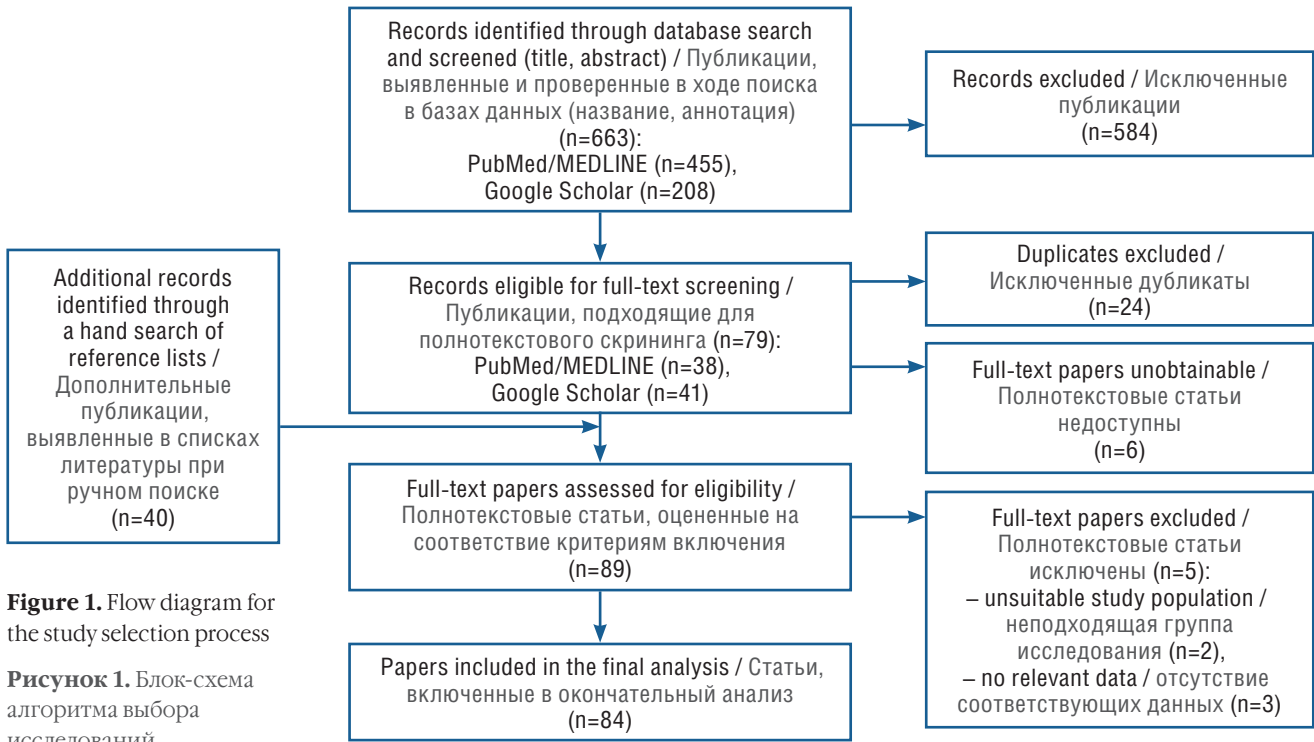 Records identified through database search
and screened (title, abstract) / Публикации,
выявленные и проверенные в ходе поиска
в базах данных (название, аннотация)
(n=663):
PubMed/MEDLINE (n=455),
Google Scholar (n=208)
Records excluded / Исключенные
публикации
(n=584)
Additional records
identified through
a hand search of
reference lists /
Дополнительные
публикации,
выявленные в списках
литературы при
ручном поиске
(n=40)
Records eligible for full-text screening /
Публикации, подходящие для
полнотекстового скрининга (n=79):
PubMed/MEDLINE (n=38),
Google Scholar (n=41)
Duplicates excluded /
Исключенные дубликаты
(n=24)
Full-text papers unobtainable /
Полнотекстовые статьи
недоступны
(n=6)
Full-text papers assessed for eligibility /
Полнотекстовые статьи, оцененные на
соответствие критериям включения
(n=89)
Full-text papers excluded /
Полнотекстовые статьи
исключены (n=5):
– unsuitable study population /
неподходящая группа
исследования (n=2),
– no relevant data / отсутствие
соответствующих данных (n=3)
Papers included in the final analysis / Статьи,
включенные в окончательный анализ
(n=84)
Figure 1. Flow diagram for
the study selection process
Рисунок 1. Блок-схема
алгоритма выбора
исследований